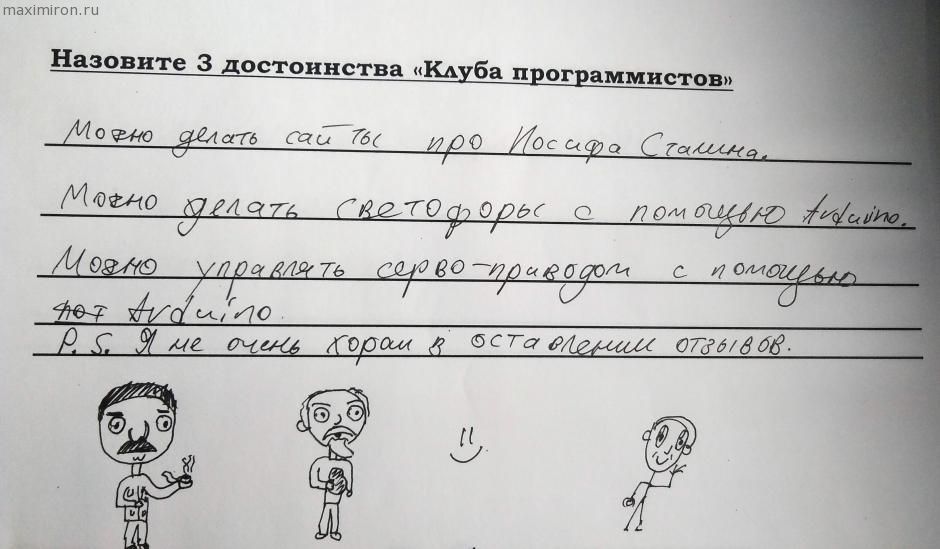 maximiron.ru
Назовите 3 достоинства «Клуба программистов»
Можно делать сайты про Иосифа Сталина.
Можно делать светофоры с помощью Arduino.
Можно управлять серво-приводом с помощью
Arduino.
P.S. Я не очень хорош в оставлении отзывов.